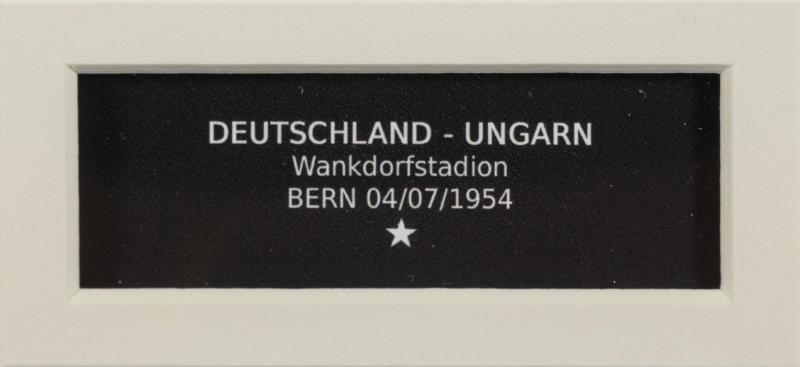 DEUTSCHLAND - UNGARN
Wankdorfstadion
BERN 04/07/1954